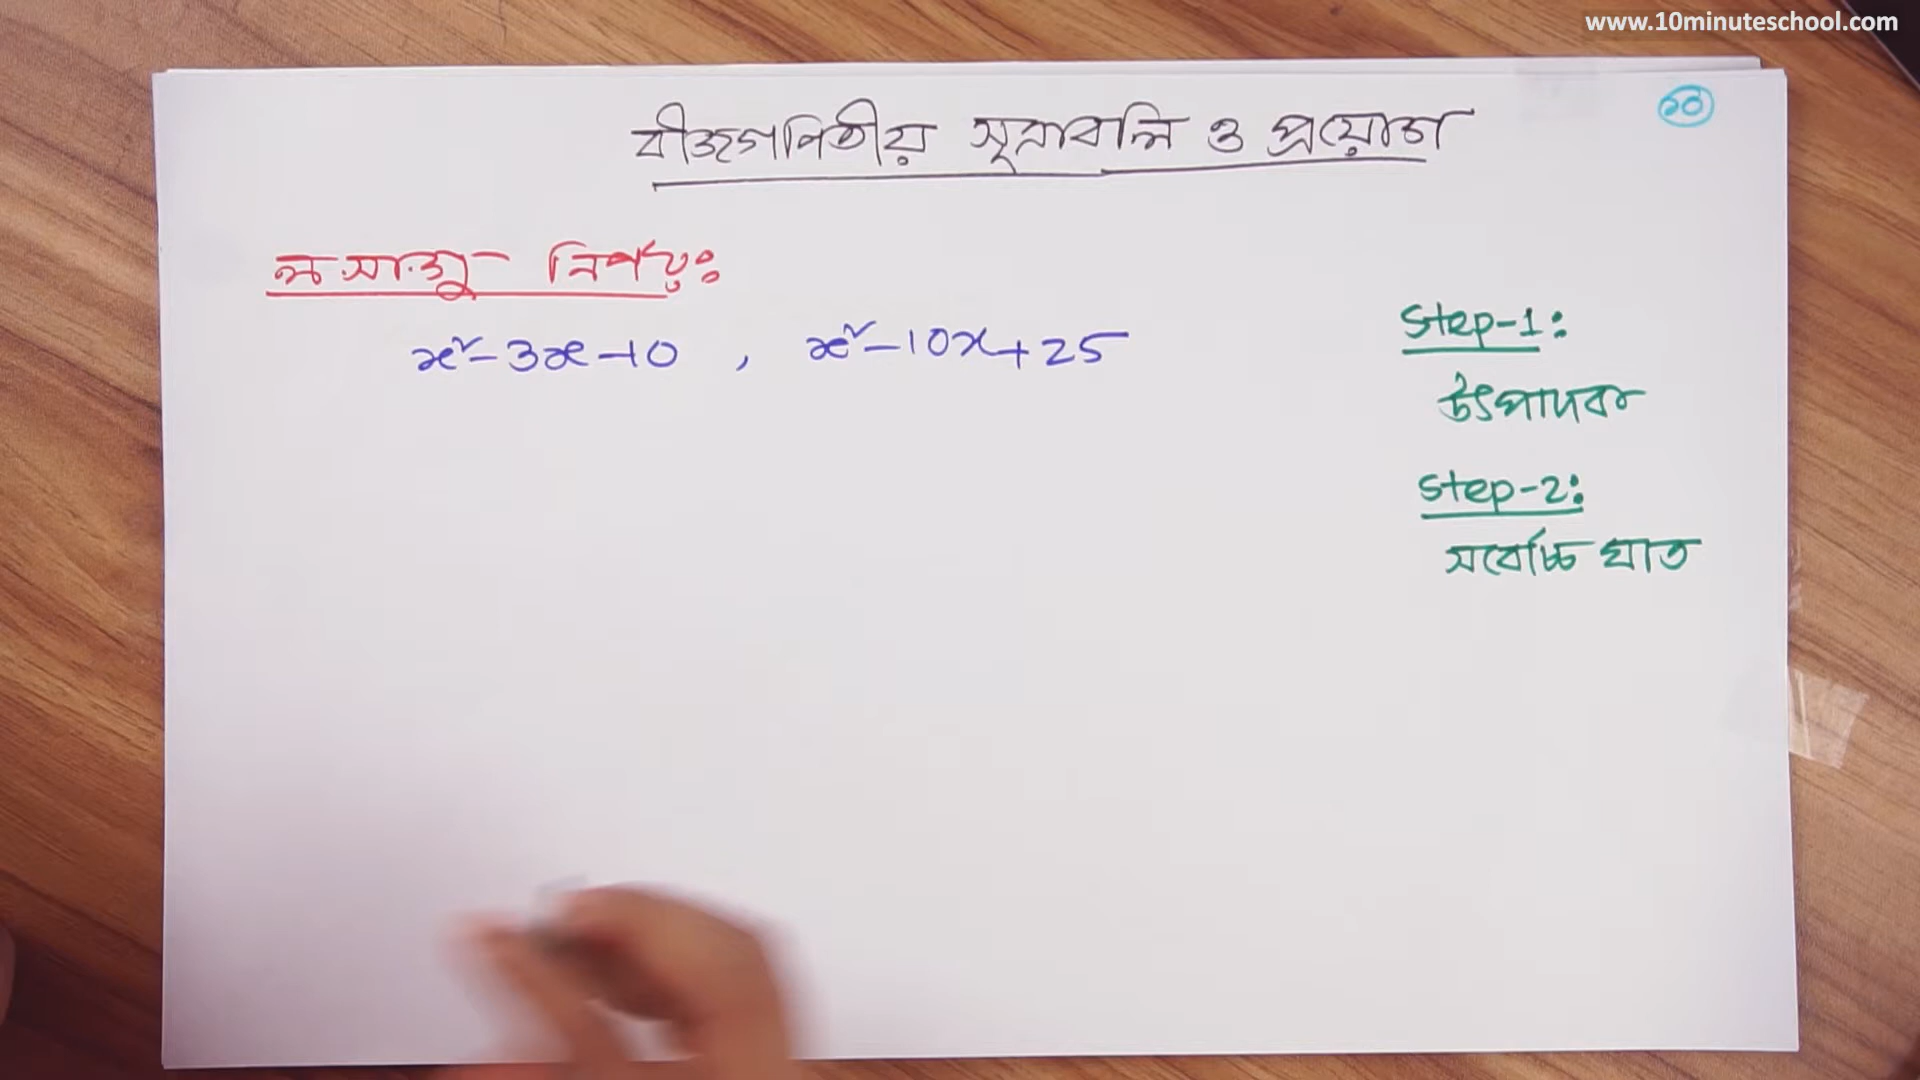 www.10minuteschool.com
১০
বীজগণিতীয় সূত্রাবলি ও প্রয়োগ
ল.সা.গু নির্ণয়ঃ
x²-3x-10 , x²-10x+25
Step-1:
উৎপাদক
Step-2:
সর্বোচ্চ ঘাত